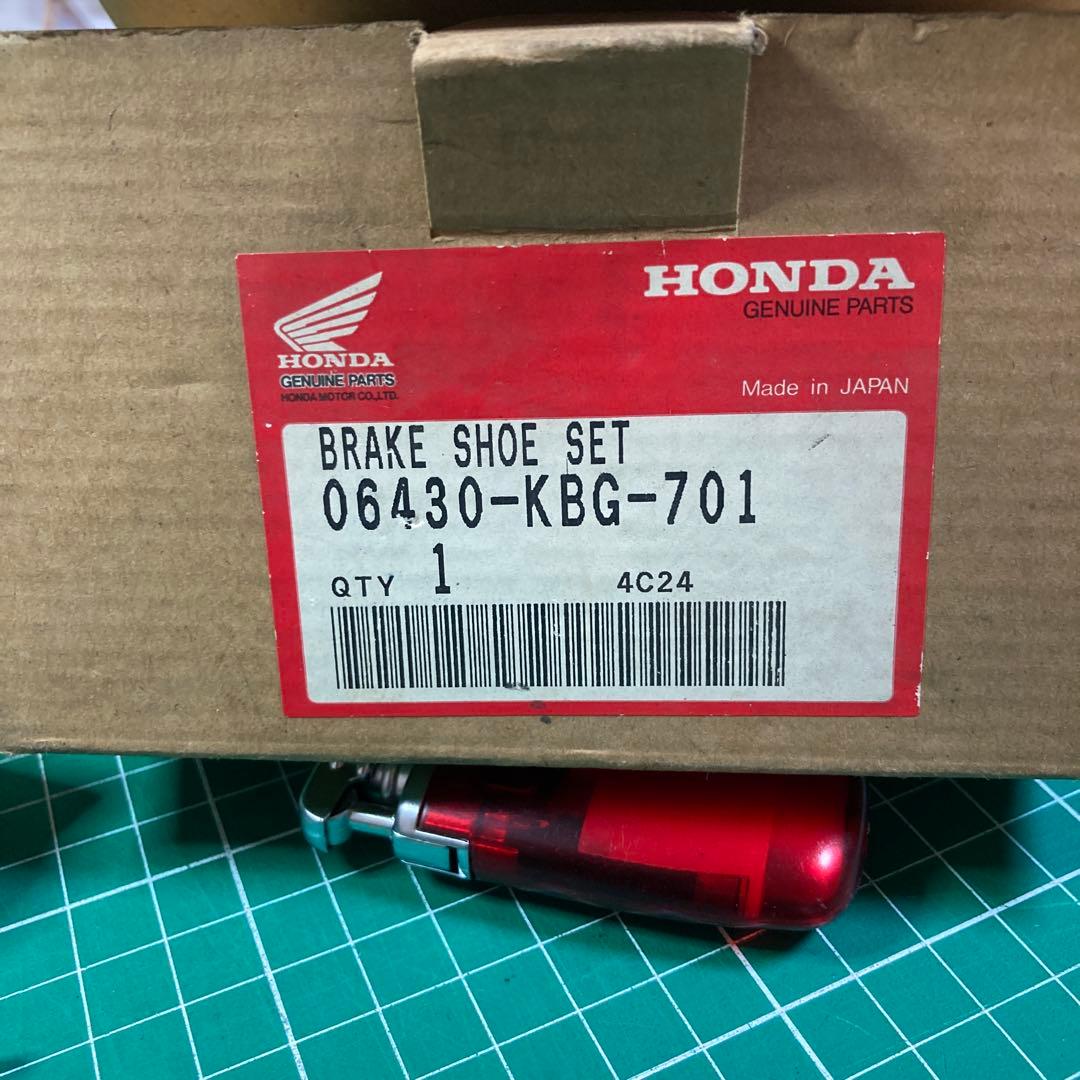 HONDA
GENUINE PARTS
HONDA
GENUINE PARTS
HONDA MOTOR CO.,LTD.
Made in JAPAN
BRAKE SHOE SET
06430-KBG-701
QTY 1 4C24